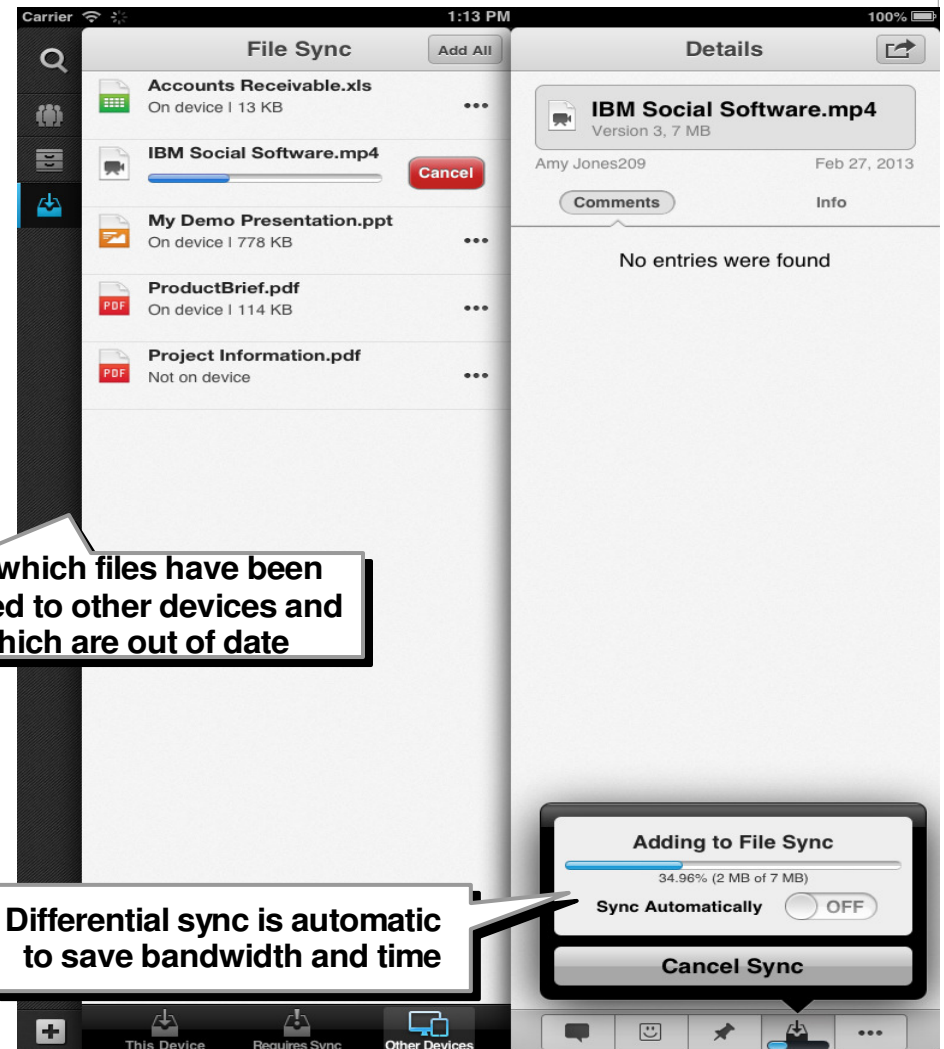 Carrier 1:13 PM 100%
File Sync
Add All
Accounts Receivable.xls
On device | 13 KB
IBM Social Software.mp4
Cancel
My Demo Presentation.ppt
On device | 778 KB
PDF
ProductBrief.pdf
On device | 114 KB
PDF
Project Information.pdf
Not on device
which files have been
ed to other devices and
hich are out of date
Differential sync is automatic
to save bandwidth and time
This Device
Requires Sync
Other Devices
Details
IBM Social Software.mp4
Version 3, 7 MB
Amy Jones209 Feb 27, 2013
Comments Info
No entries were found
Adding to File Sync
34.96% (2 MB of 7 MB)
Sync Automatically OFF
Cancel Sync